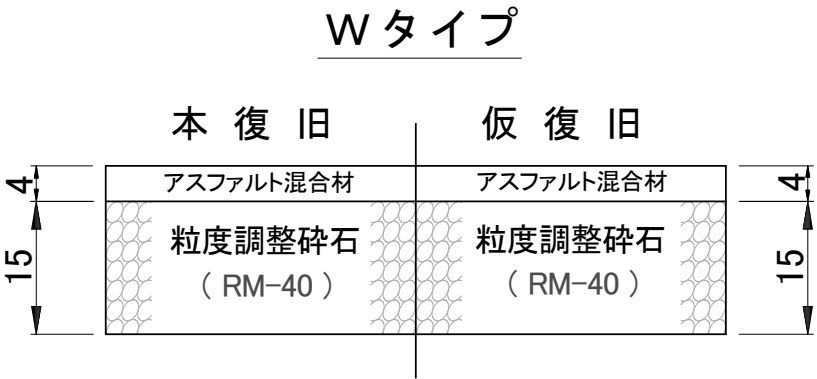 Wタイプ
本復旧 仮復旧
4 アスファルト混合材 アスファルト混合材 4
15 粒度調整砕石 粒度調整砕石 15
(RM-40) (RM-40)